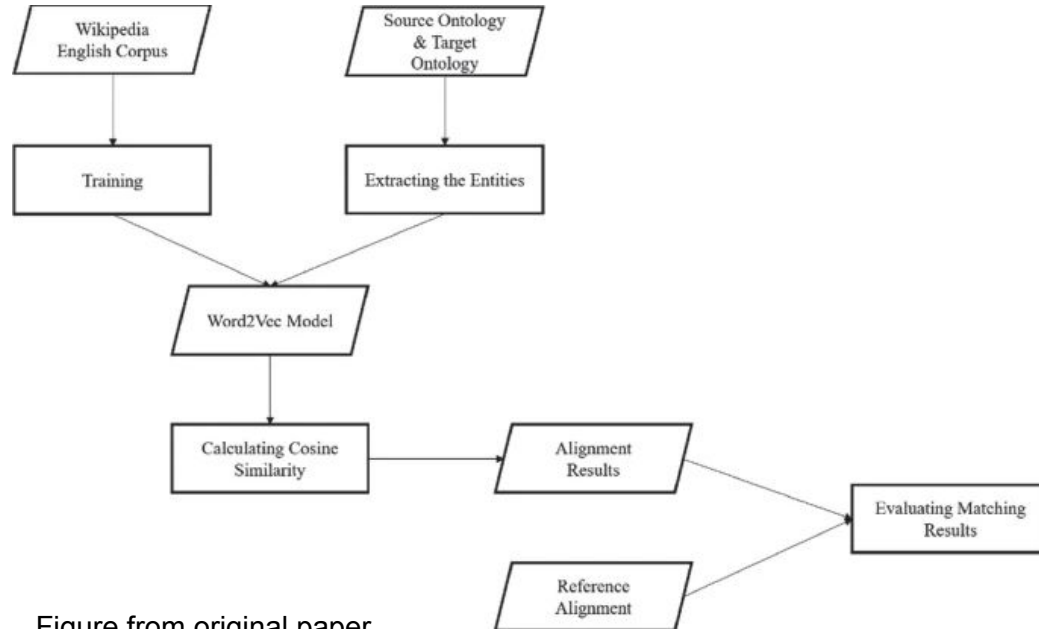 Wikipedia
English Corpus
Source Ontology
& Target
Ontology
Training
Extracting the Entities
Word2Vec Model
Calculating Cosine
Similarity
Alignment
Results
Evaluating Matching
Results
Reference
Alignment
Figure from original paper